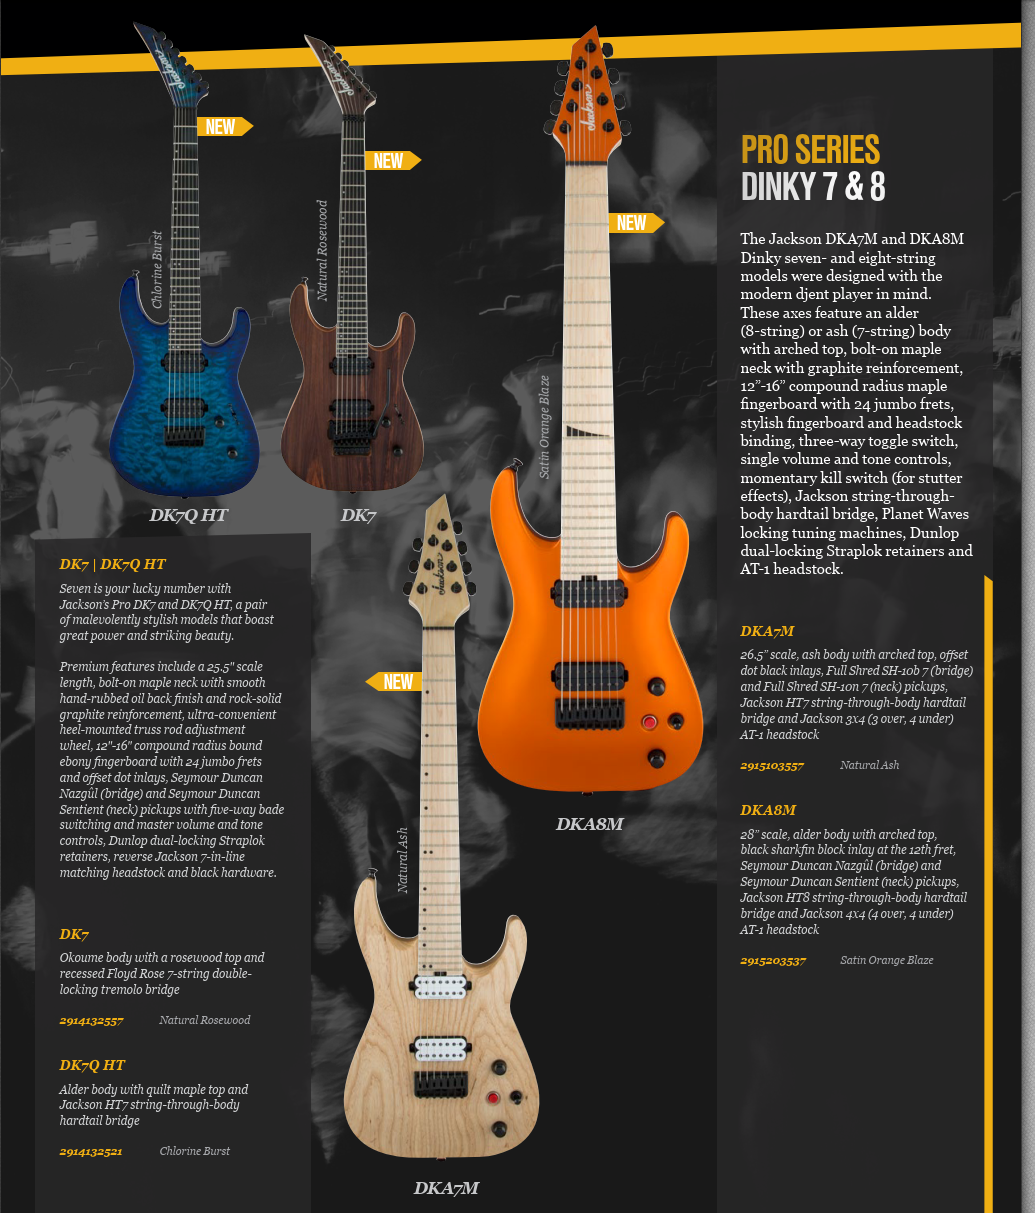 Jackson
Jackson
Jackson
NEW
NEW
NEW
Chlorine Burst
Natural Rosewood
Satin Orange Blaze
DK7Q HT
DK7
DK7 | DK7Q HT
Seven is your lucky number with
Jackson's Pro DK7 and DK7Q HT, a pair
of malevolently stylish models that boast
great power and striking beauty.
Premium features include a 25.5" scale
length, bolt-on maple neck with smooth
hand-rubbed oil back finish and rock-solid
graphite reinforcement, ultra-convenient
heel-mounted truss rod adjustment
wheel, 12"-16" compound radius bound
ebony fingerboard with 24 jumbo frets
and offset dot inlays, Seymour Duncan
Nazgûl (bridge) and Seymour Duncan
Sentient (neck) pickups with five-way bade
switching and master volume and tone
controls, Dunlop dual-locking Straplok
retainers, reverse Jackson 7-in-line
matching headstock and black hardware.
DK7
Okoume body with a rosewood top and
recessed Floyd Rose 7-string double-
locking tremolo bridge
2914132557 Natural Rosewood
DK7Q HT
Alder body with quilt maple top and
Jackson HT7 string-through-body
hardtail bridge
2914132521 Chlorine Burst
Jackson
NEW
Natural Ash
DKA8M
DKA7M
PRO SERIES
DINKY 7 & 8
The Jackson DKA7M and DKA8M
Dinky seven- and eight-string
models were designed with the
modern djent player in mind.
These axes feature an alder
(8-string) or ash (7-string) body
with arched top, bolt-on maple
neck with graphite reinforcement,
12”-16” compound radius maple
fingerboard with 24 jumbo frets,
stylish fingerboard and headstock
binding, three-way toggle switch,
single volume and tone controls,
momentary kill switch (for stutter
effects), Jackson string-through-
body hardtail bridge, Planet Waves
locking tuning machines, Dunlop
dual-locking Straplok retainers and
AT-1 headstock.
DKA7M
26.5” scale, ash body with arched top, offset
dot black inlays, Full Shred SH-10b 7 (bridge)
and Full Shred SH-10n 7 (neck) pickups,
Jackson HT7 string-through-body hardtail
bridge and Jackson 3x4 (3 over, 4 under)
AT-1 headstock
2915103557 Natural Ash
DKA8M
28” scale, alder body with arched top,
black sharkfin block inlay at the 12th fret,
Seymour Duncan Nazgûl (bridge) and
Seymour Duncan Sentient (neck) pickups,
Jackson HT8 string-through-body hardtail
bridge and Jackson 4x4 (4 over, 4 under)
AT-1 headstock
2915203537 Satin Orange Blaze